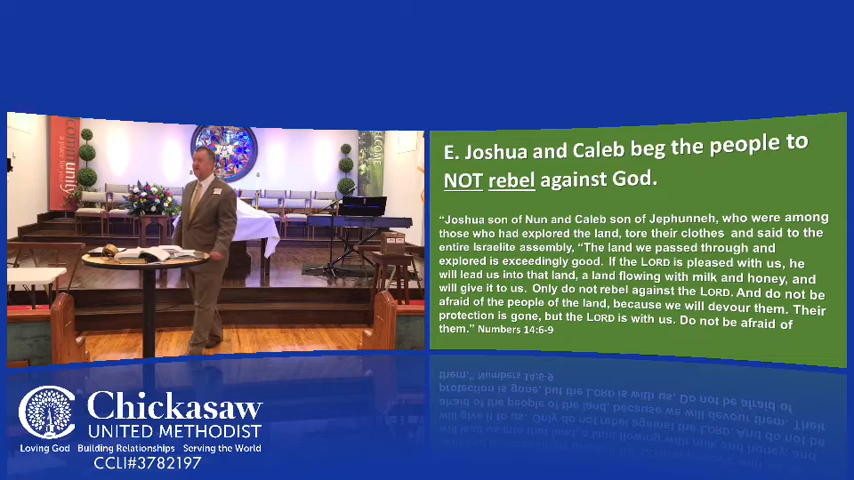 community
a place for you
WELCOME
E. Joshua and Caleb beg the people to
NOT rebel against God.
“Joshua son of Nun and Caleb son of Jephunneh, who were among
those who had explored the land, tore their clothes and said to the
entire Israelite assembly, “The land we passed through and
explored is exceedingly good. If the LORD is pleased with us, he
will lead us into that land, a land flowing with milk and honey, and
will give it to us. Only do not rebel against the LORD. And do not be
afraid of the people of the land, because we will devour them. Their
protection is gone, but the LORD is with us. Do not be afraid of
them.” Numbers 14:6-9
Chickasaw
UNITED METHODIST
Loving God Building Relationships Serving the World
CCLI#3782197